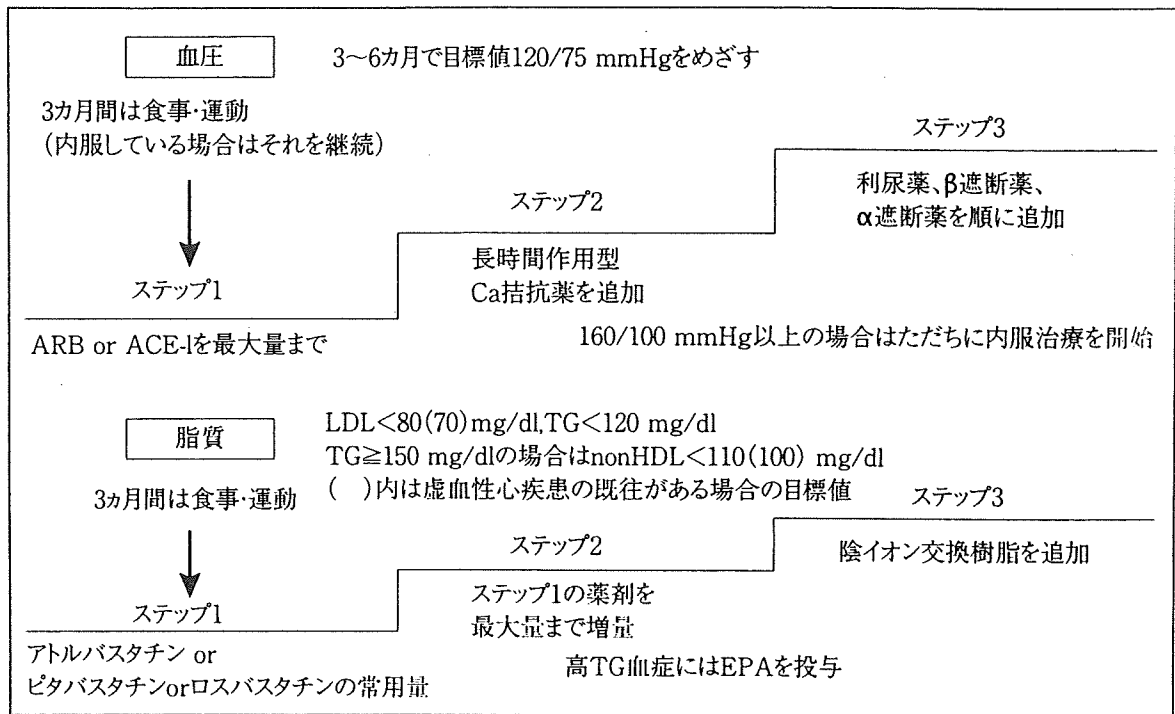 血圧
3〜6カ月で目標値120/75 mmHgをめざす
3カ月間は食事・運動
(内服している場合はそれを継続)
ステップ1
ARB or ACE-Iを最大量まで
ステップ2
長時間作用型
Ca拮抗薬を追加
ステップ3
利尿薬、β遮断薬、
α遮断薬を順に追加
160/100 mmHg以上の場合はただちに内服治療を開始
脂質
LDL<80(70)mg/dl,TG<120 mg/dl
TG≧150 mg/dlの場合はnonHDL<110(100) mg/dl
(　)内は虚血性心疾患の既往がある場合の目標値
3ヵ月間は食事・運動
ステップ1
アトルバスタチン or
ピタバスタチンorロスバスタチンの常用量
ステップ2
ステップ1の薬剤を
最大量まで増量
ステップ3
陰イオン交換樹脂を追加
高TG血症にはEPAを投与